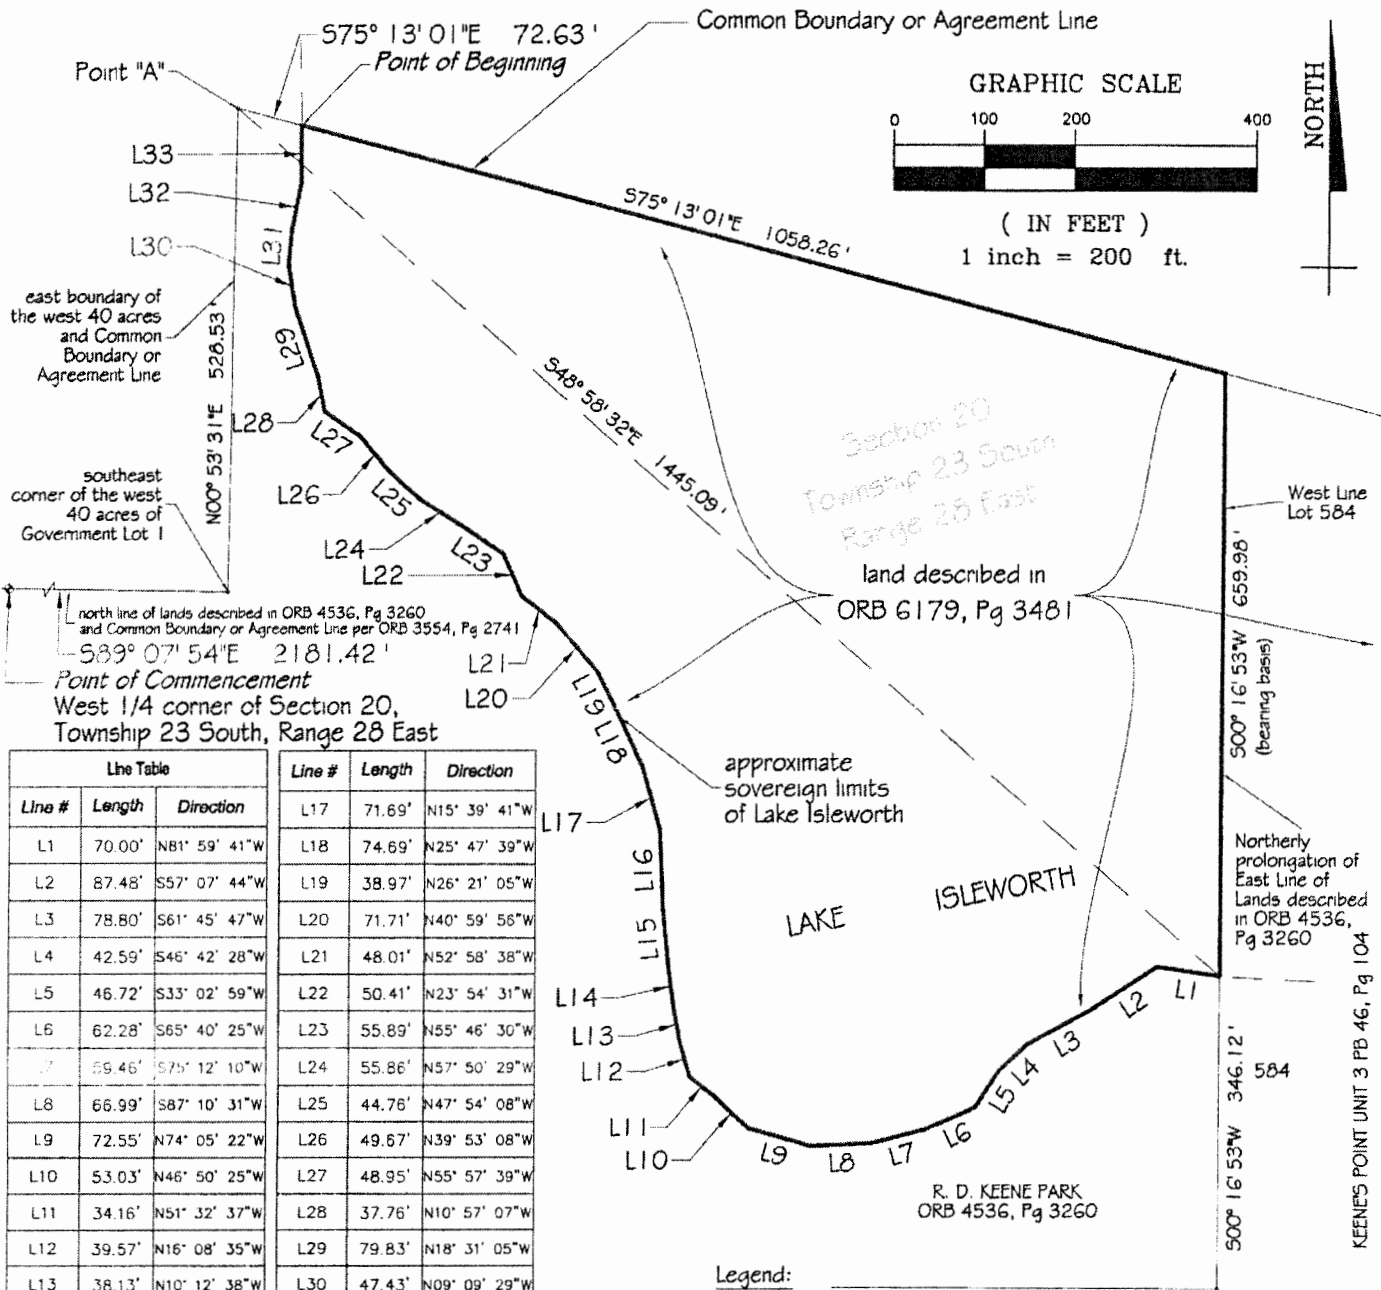 S75° 13' 01"E 72.63'
Common Boundary or Agreement Line
Point "A"
Point of Beginning
GRAPHIC SCALE
0 100 200 400
( IN FEET )
1 inch = 200 ft.
NORTH
L33
L32
L31
L30
S75° 13' 01"E 1058.26'
east boundary of
the west 40 acres
and Common
Boundary or
Agreement Line
N00° 53' 31"E 528.53'
L29
L28
L27
L26
L25
L24
L23
L22
S48° 58' 32"E 1445.09'
Section 20
Township 23 South
Range 28 East
West Line
Lot 584
southeast
corner of the west
40 acres of
Government Lot 1
land described in
ORB 6179, Pg 3481
S00° 16' 53"W 659.98'
(bearing basis)
north line of lands described in ORB 4536, Pg 3260
and Common Boundary or Agreement Line per ORB 3554, Pg 2741
S89° 07' 54"E 2181.42'
Point of Commencement
West 1/4 corner of Section 20,
Township 23 South, Range 28 East
L21
L20
L19
L18
approximate
sovereign limits
of Lake Isleworth
L17
L16
L15
L14
L13
L12
L11
L10
L9
L8
L7
L6
L5
L4
L3
L2
L1
LAKE ISLEWORTH
Northerly
prolongation of
East Line of
Lands described
in ORB 4536,
Pg 3260
584
S00° 16' 53"W 346.12'
KEENE'S POINT UNIT 3 PB 46, Pg 104
R. D. KEENE PARK
ORB 4536, Pg 3260
Legend:
Line Table
Line # Length Direction
L1 70.00' N81° 59' 41"W
L2 87.48' S57° 07' 44"W
L3 78.80' S61° 45' 47"W
L4 42.59' S46° 42' 28"W
L5 46.72' S33° 02' 59"W
L6 62.28' S65° 40' 25"W
L7 59.46' S75° 12' 10"W
L8 66.99' S87° 10' 31"W
L9 72.55' N74° 05' 22"W
L10 53.03' N46° 50' 25"W
L11 34.16' N51° 32' 37"W
L12 39.57' N16° 08' 35"W
L13 38.13' N10° 12' 38"W
Line # Length Direction
L17 71.69' N15° 39' 41"W
L18 74.69' N25° 47' 39"W
L19 38.97' N26° 21' 05"W
L20 71.71' N40° 59' 56"W
L21 48.01' N52° 58' 38"W
L22 50.41' N23° 54' 31"W
L23 55.89' N55° 46' 30"W
L24 55.86' N57° 50' 29"W
L25 44.76' N47° 54' 08"W
L26 49.67' N39° 53' 08"W
L27 48.95' N55° 57' 39"W
L28 37.76' N10° 57' 07"W
L29 79.83' N18° 31' 05"W
L30 47.43' N09° 09' 29"W